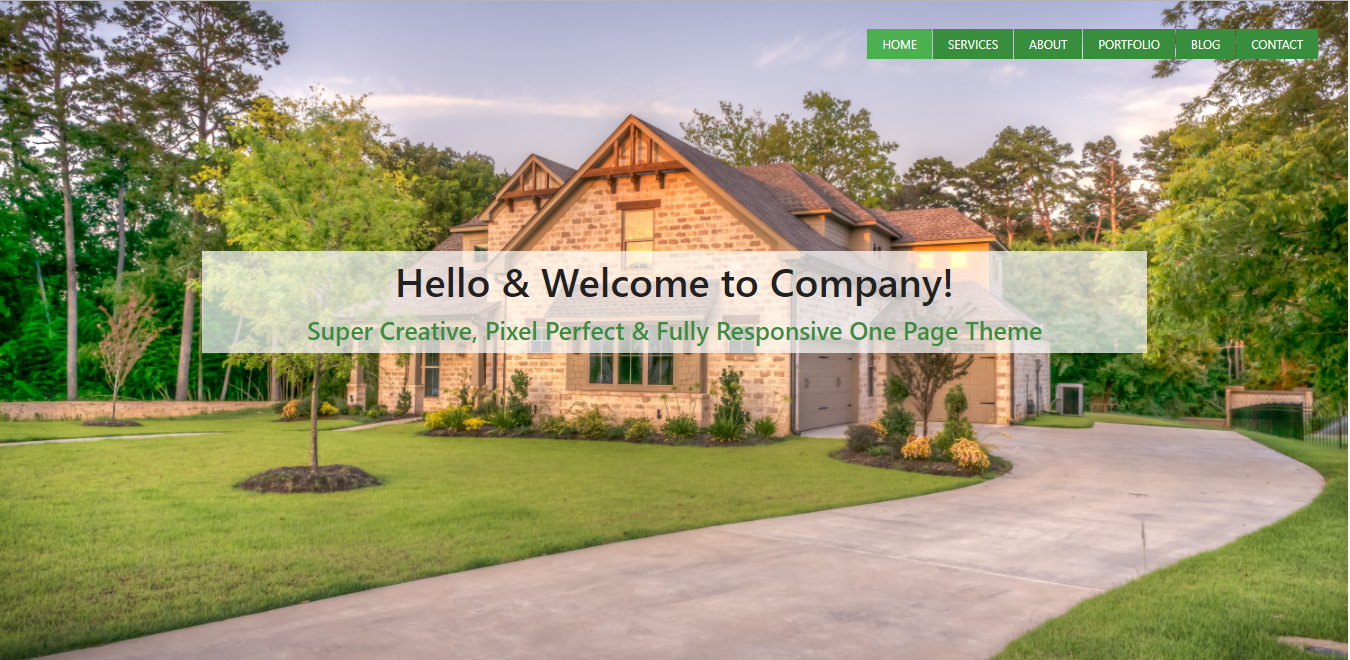 HOME SERVICES ABOUT PORTFOLIO BLOG CONTACT
Hello & Welcome to Company!
Super Creative, Pixel Perfect & Fully Responsive One Page Theme